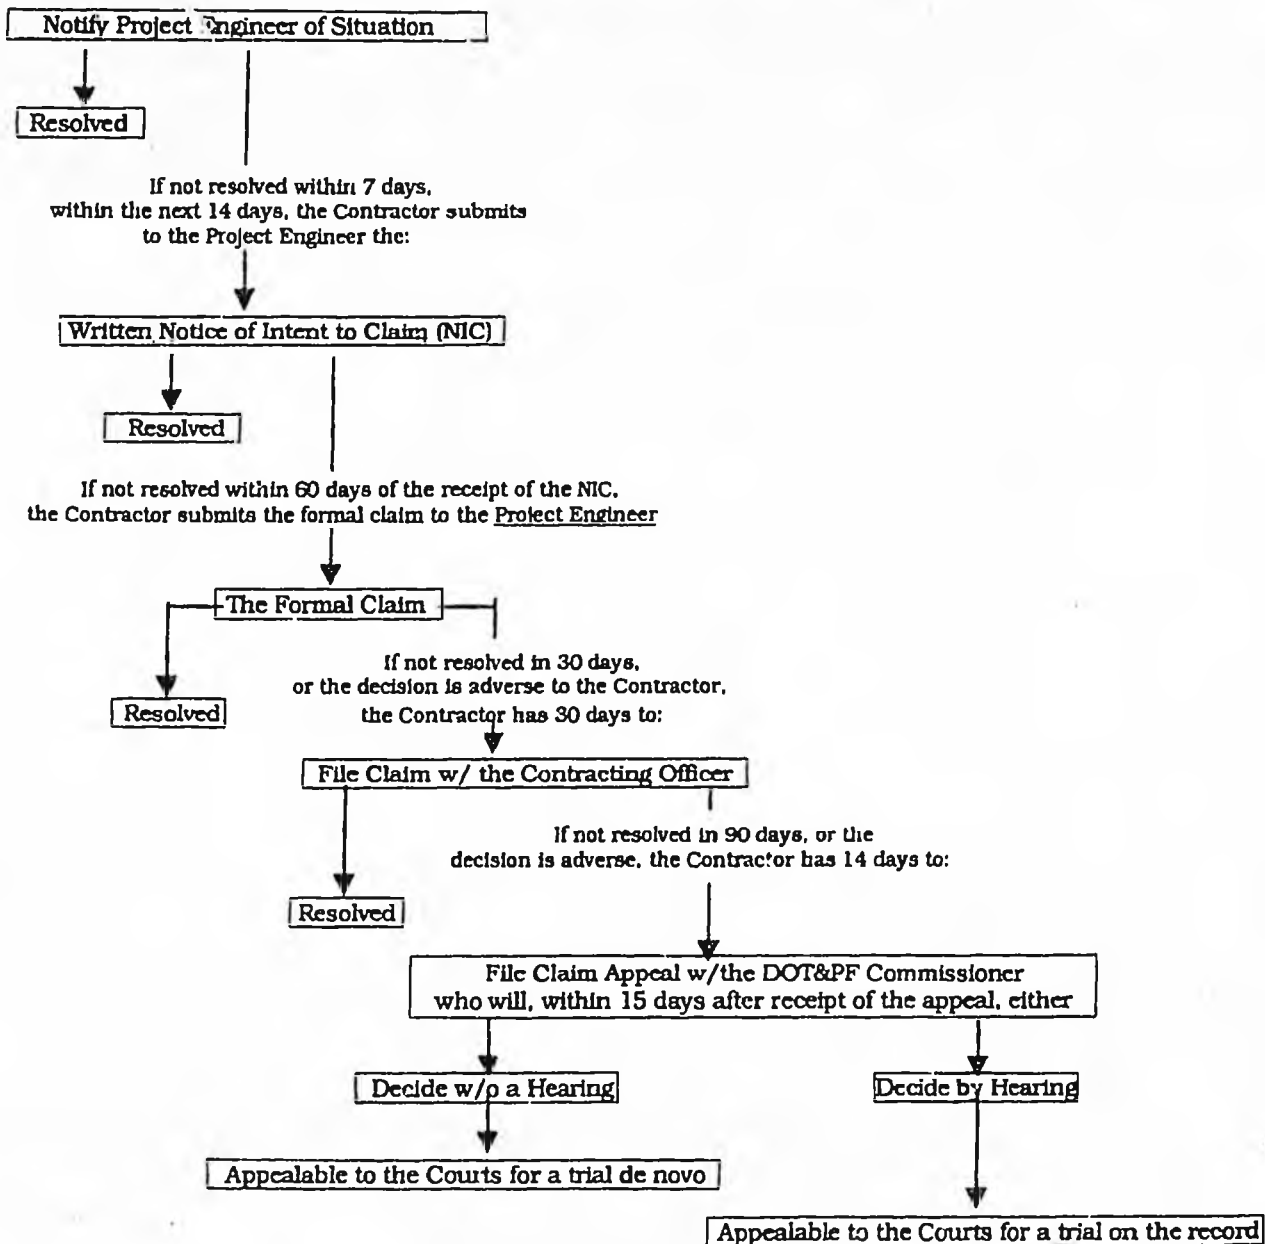 Notify Project Engineer of Situation
Resolved
If not resolved within 7 days,
within the next 14 days, the Contractor submits
to the Project Engineer the:
Written Notice of Intent to Claim (NIC)
Resolved
If not resolved within 60 days of the receipt of the NIC,
the Contractor submits the formal claim to the Project Engineer
The Formal Claim
If not resolved in 30 days,
or the decision is adverse to the Contractor,
Resolved
the Contractor has 30 days to:
File Claim w/ the Contracting Officer
If not resolved in 90 days, or the
decision is adverse, the Contractor has 14 days to:
Resolved
File Claim Appeal w/the DOT&PF Commissioner
who will, within 15 days after receipt of the appeal, either
Decide w/o a Hearing
Decide by Hearing
Appealable to the Courts for a trial de novo
Appealable to the Courts for a trial on the record